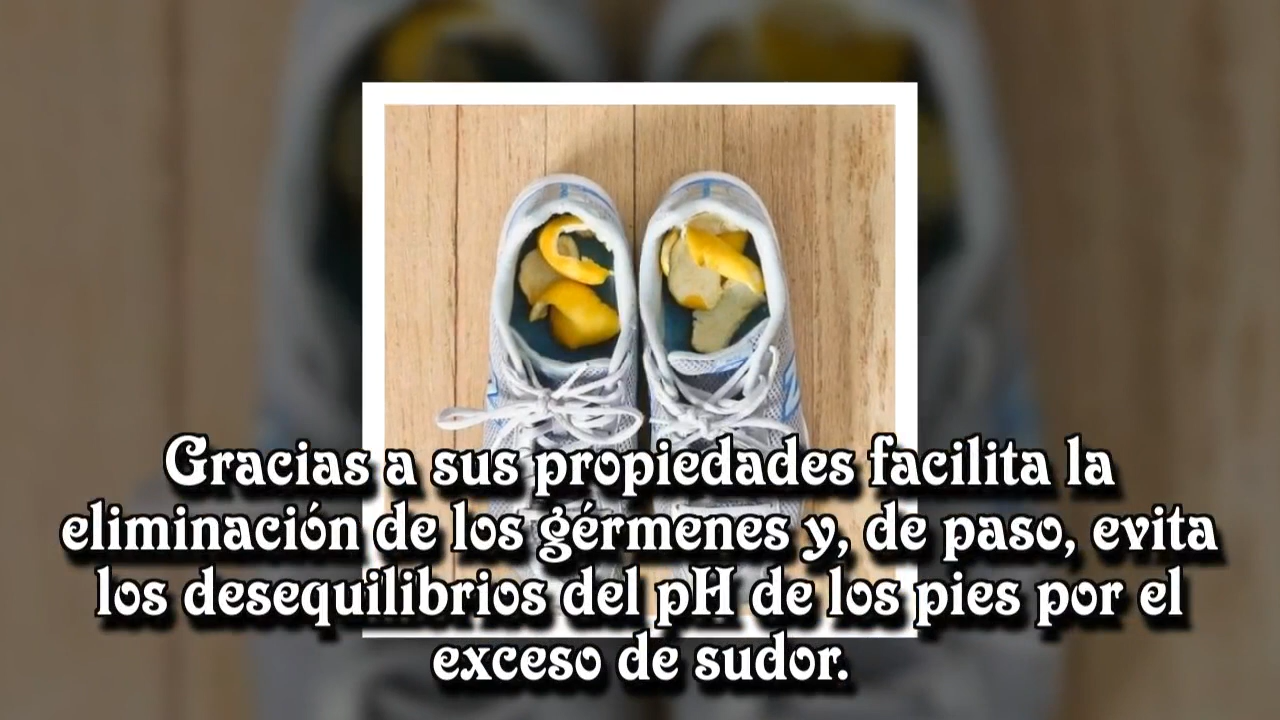 Gracias a sus propiedades facilita la
eliminación de los gérmenes y, de paso, evita
los desequilibrios del pH de los pies por el
exceso de sudor.